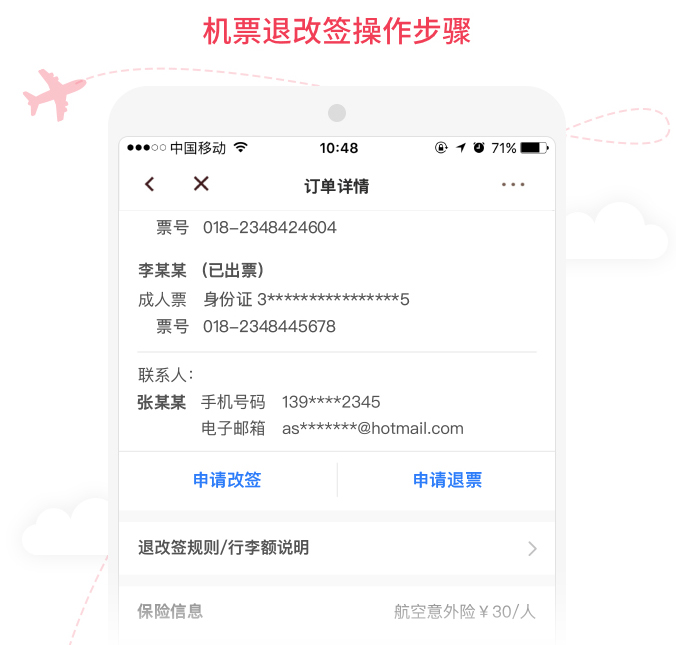 机票退改签操作步骤
中国移动 10:48 71%
订单详情
票号 018-2348424604
李某某 (已出票)
成人票 身份证 3****************5
票号 018-2348445678
联系人：
张某某 手机号码 139****2345
电子邮箱 as*******@hotmail.com
申请改签 申请退票
退改签规则/行李额说明
保险信息 航空意外险￥30/人